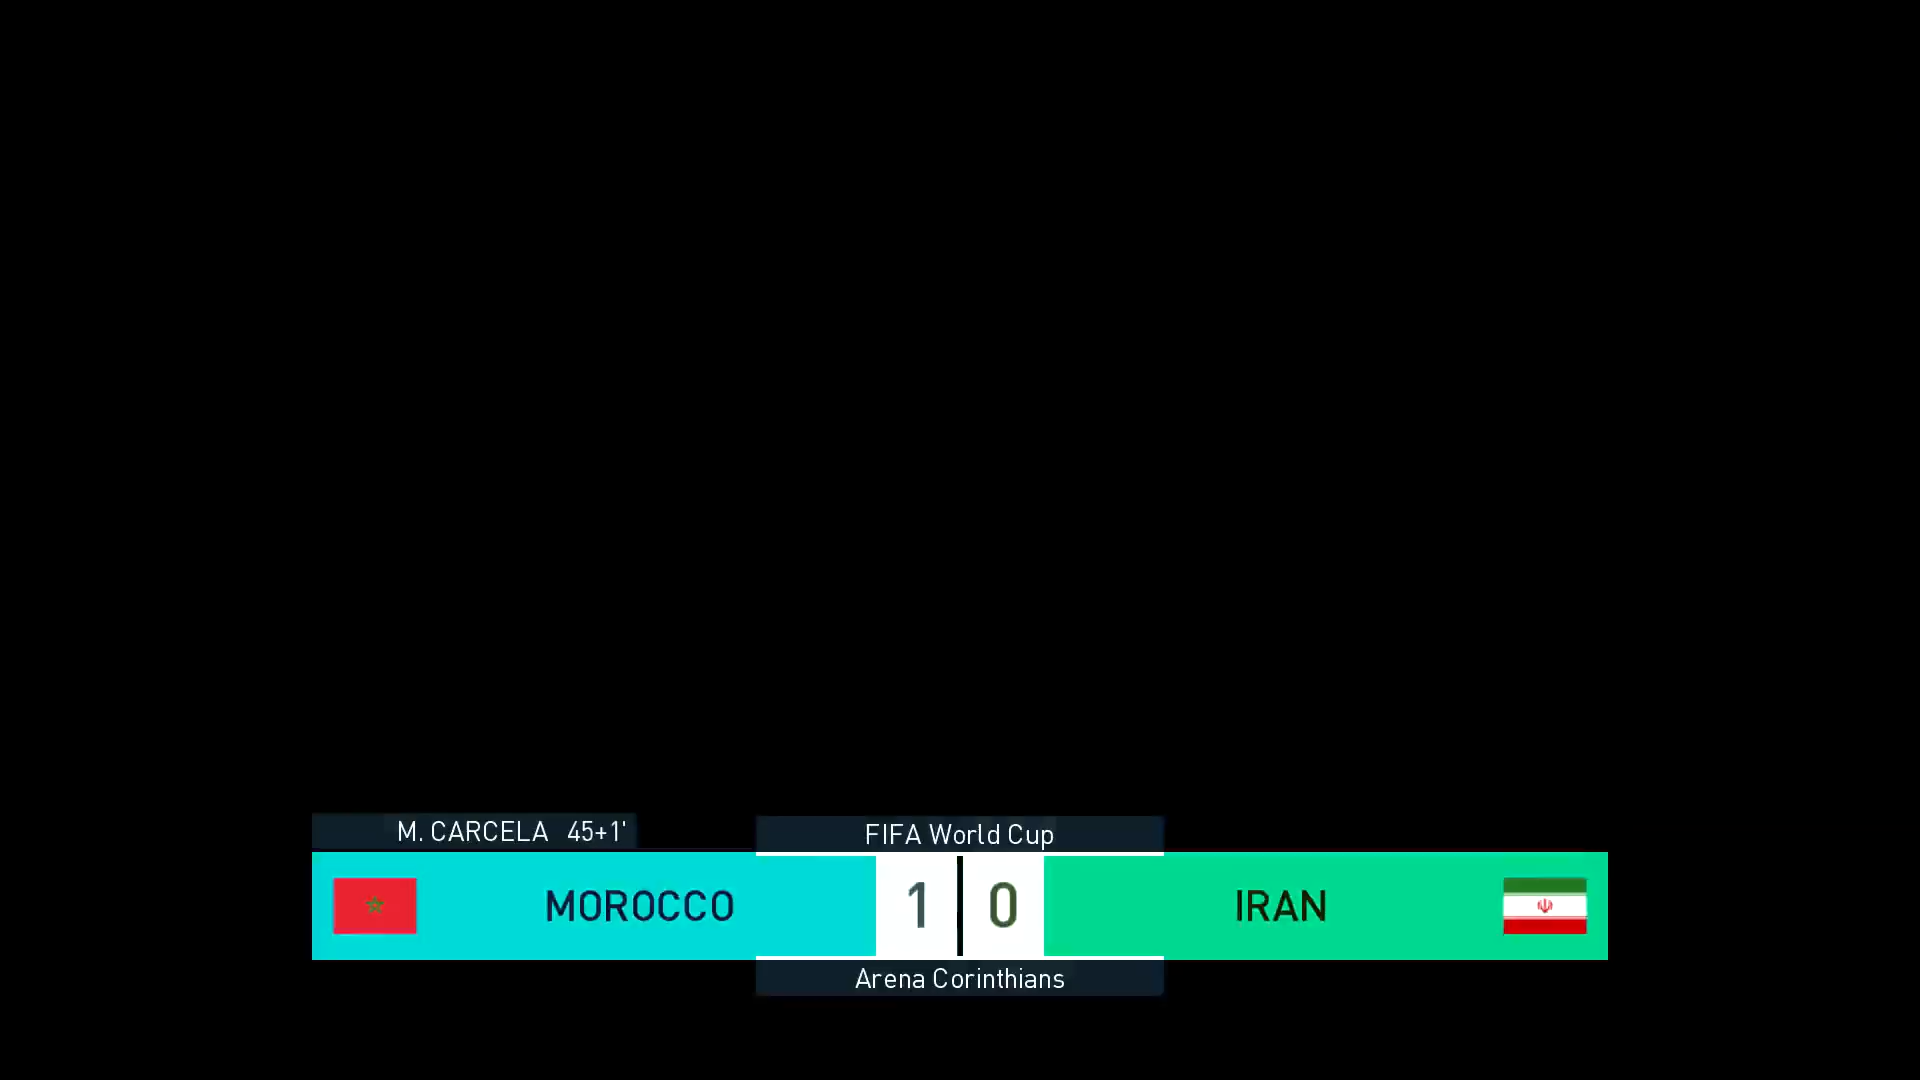 M. CARCELA 45+1'
FIFA World Cup
MOROCCO 1 0 IRAN
Arena Corinthians